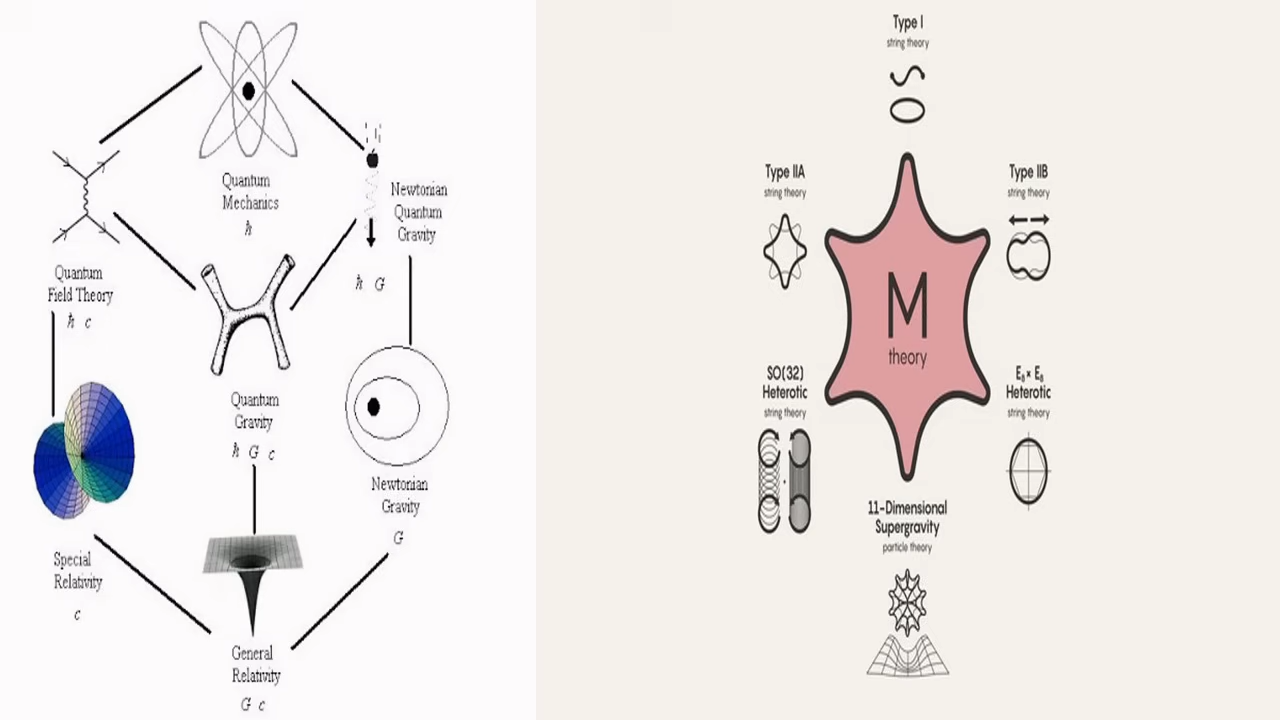 Quantum
Mechanics
ħ
Newtonian
Quantum
Gravity
ħ G
Quantum
Field Theory
ħ c
Quantum
Gravity
ħ G c
Newtonian
Gravity
G
Special
Relativity
c
General
Relativity
G c
Type I
string theory
Type IIA
string theory
Type IIB
string theory
M
theory
SO(32)
Heterotic
string theory
E₈ × E₈
Heterotic
string theory
11-Dimensional
Supergravity
particle theory